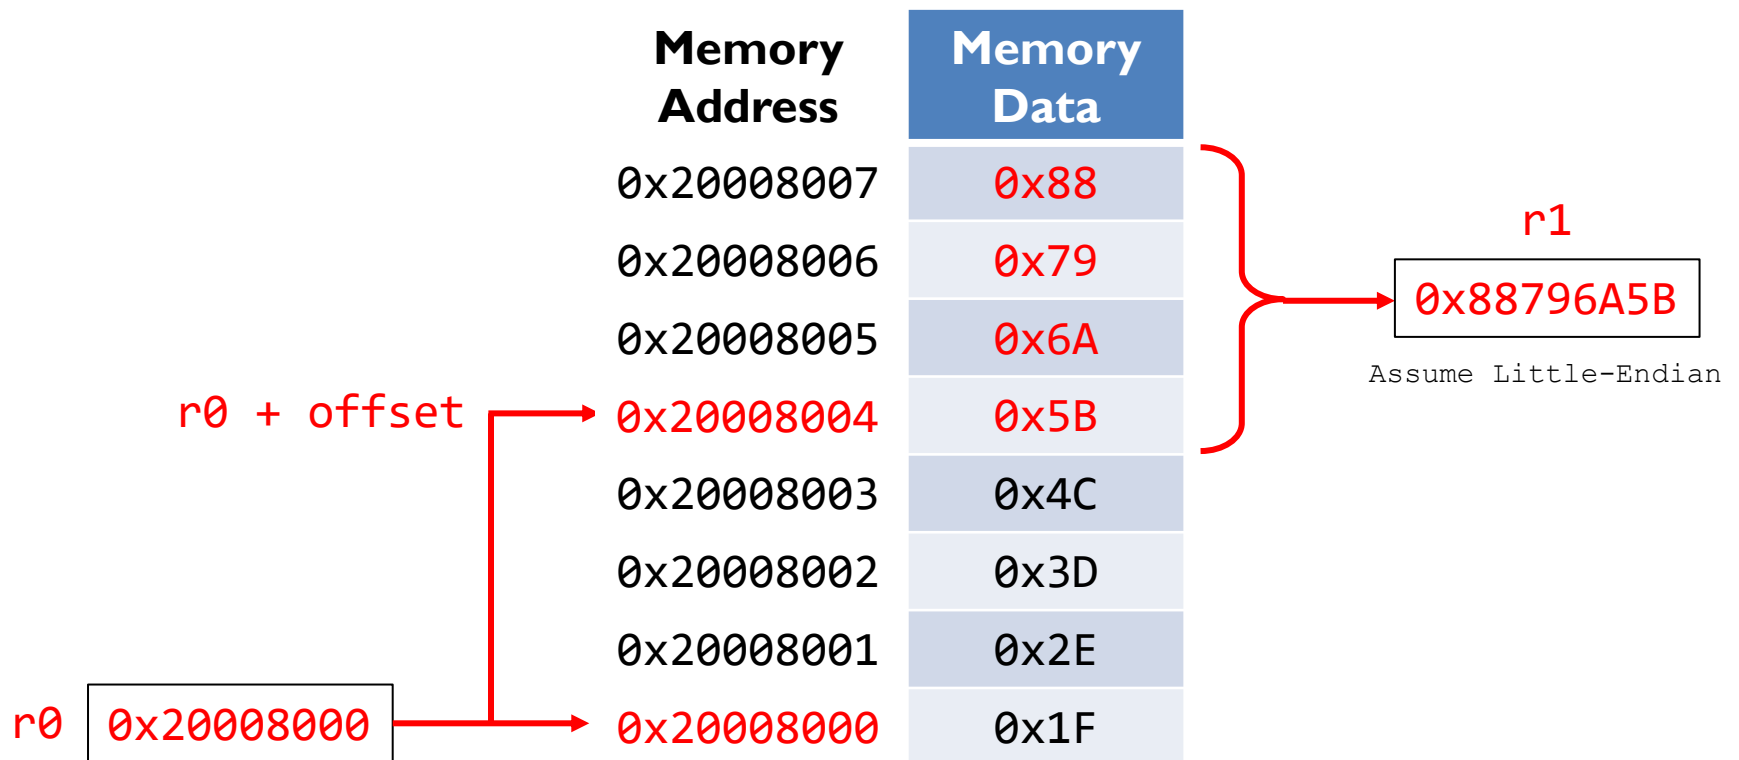 Memory Address
Memory Data
0x20008007 0x88
r1
0x20008006 0x79
0x88796A5B
0x20008005 0x6A
Assume Little-Endian
r0 + offset 0x20008004 0x5B
0x20008003 0x4C
0x20008002 0x3D
0x20008001 0x2E
r0 0x20008000 0x20008000 0x1F